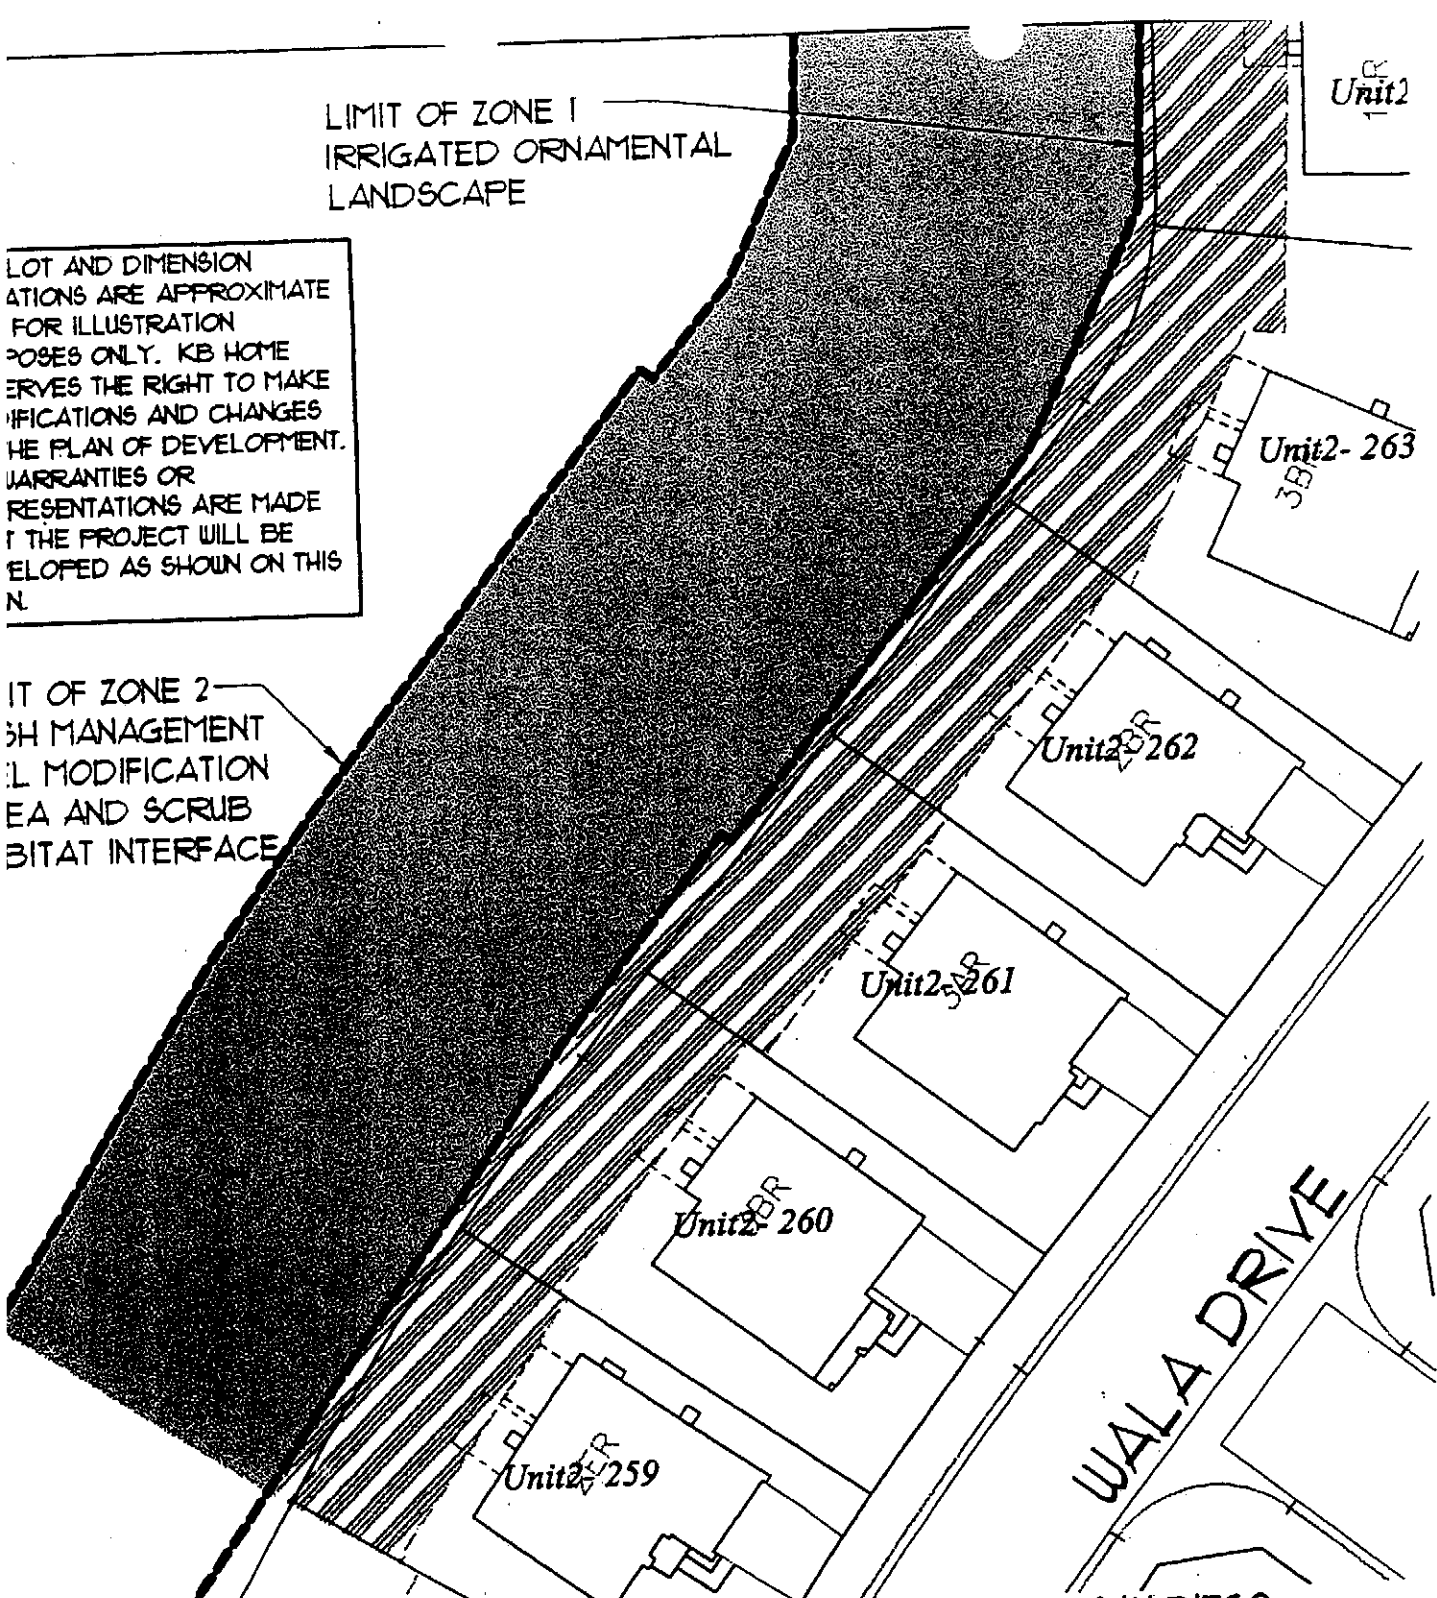 LIMIT OF ZONE 1
IRRIGATED ORNAMENTAL
LANDSCAPE
LOT AND DIMENSION
ATIONS ARE APPROXIMATE
FOR ILLUSTRATION
POSES ONLY. KB HOME
ERVES THE RIGHT TO MAKE
IFICATIONS AND CHANGES
HE PLAN OF DEVELOPMENT.
WARRANTIES OR
RESENTATIONS ARE MADE
T THE PROJECT WILL BE
ELOPED AS SHOWN ON THIS
N.
IT OF ZONE 2
SH MANAGEMENT
EL MODIFICATION
EA AND SCRUB
BITAT INTERFACE
Unit2
Unit2- 263
3BR
Unit2- 262
Unit2- 261
Unit2- 260
Unit2- 259
WALA DRIVE